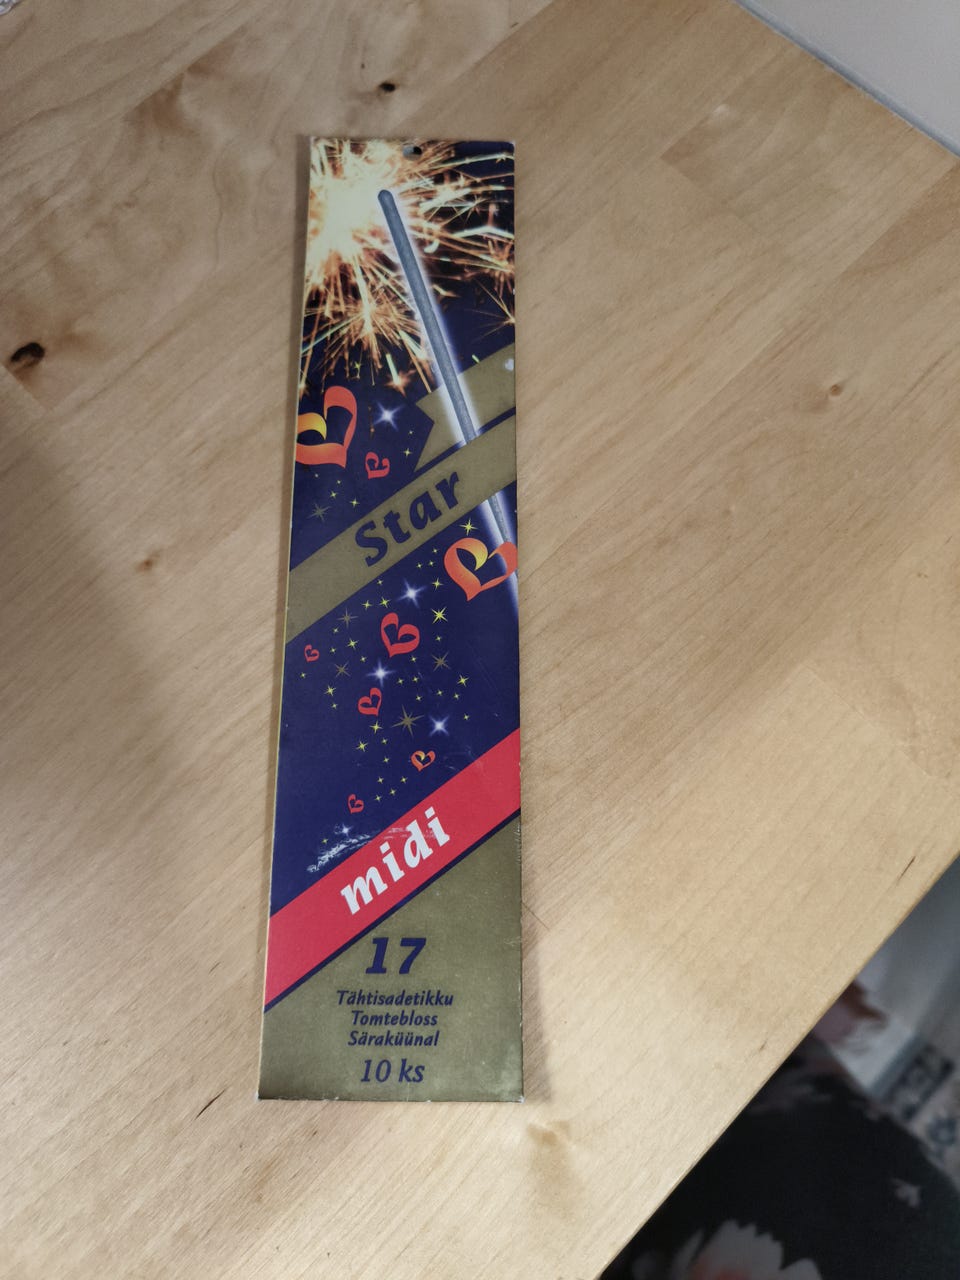 Star
midi
17
Tähtisadetikku
Tomtebloss
Säraküünal
10 ks